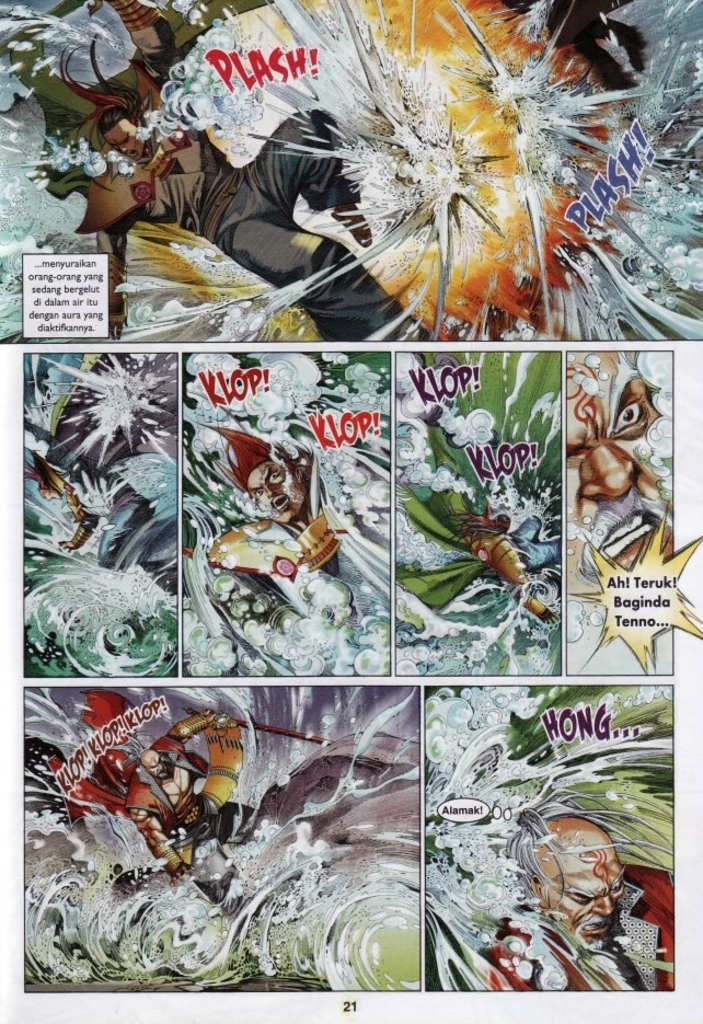 PLASH!
PLASH!
...menyuraikan
orang-orang yang
sedang bergelut
di dalam air itu
dengan aura yang
diaktifkannya.
KLOP!
KLOP!
KLOP!
KLOP!
Ah! Teruk!
Baginda
Tenno...
KLOP! KLOP! KLOP!
HONG...
Alamak!
21